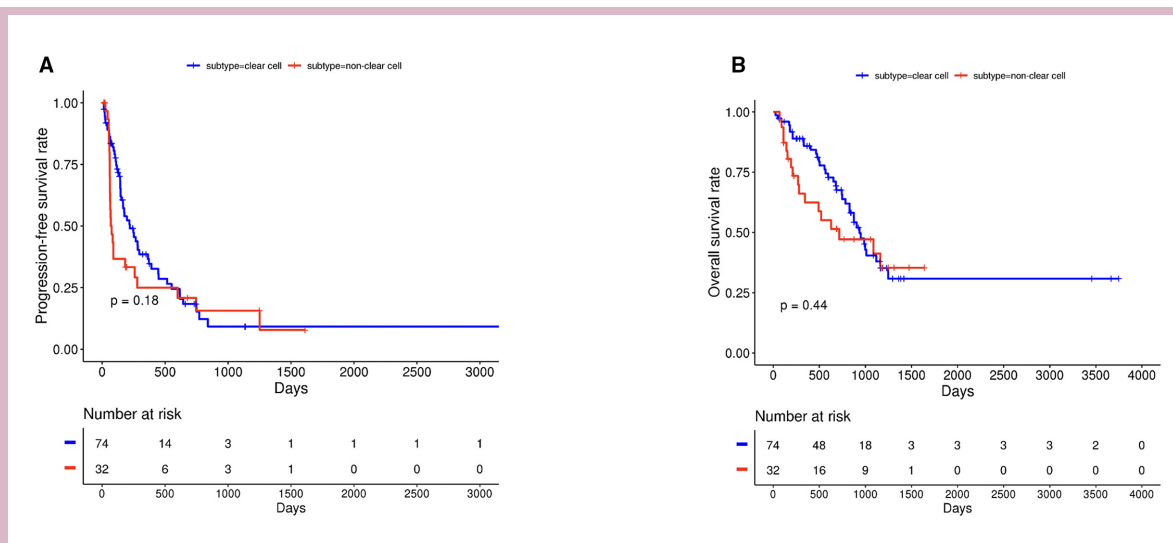 A
subtype=clear cell subtype=non-clear cell
Progression-free survival rate
1.00
0.75
0.50
0.25
0.00
p = 0.18
0 500 1000 1500 2000 2500 3000
Days
Number at risk
74 14 3 1 1 1 1
32 6 3 1 0 0 0
0 500 1000 1500 2000 2500 3000
Days
B
subtype=clear cell subtype=non-clear cell
Overall survival rate
1.00
0.75
0.50
0.25
0.00
p = 0.44
0 500 1000 1500 2000 2500 3000 3500 4000
Days
Number at risk
74 48 18 3 3 3 3 2 0
32 16 9 1 0 0 0 0 0
0 500 1000 1500 2000 2500 3000 3500 4000
Days